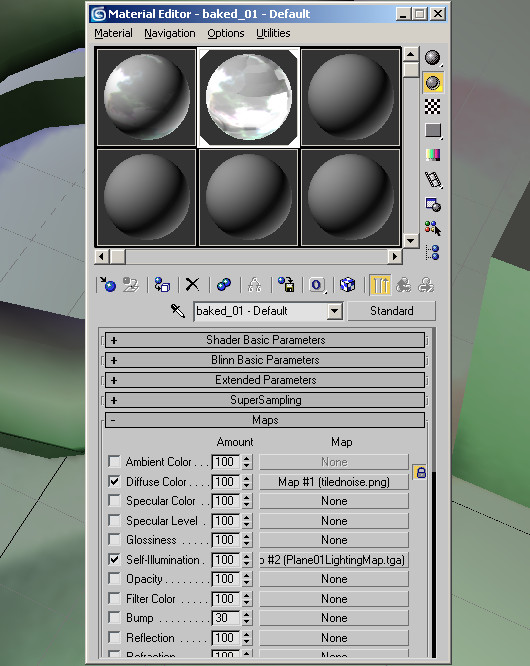 Material Editor - baked_01 - Default
Material Navigation Options Utilities
baked_01 - Default Standard
+ Shader Basic Parameters
+ Blinn Basic Parameters
+ Extended Parameters
+ SuperSampling
- Maps
Amount Map
Ambient Color . . . 100 None
Diffuse Color . . . . 100 Map #1 (tilednoise.png)
Specular Color . . 100 None
Specular Level . . 100 None
Glossiness . . . . . . 100 None
Self-Illumination . 100 #2 (Plane01LightingMap.tga)
Opacity . . . . . . . . 100 None
Filter Color . . . . . 100 None
Bump . . . . . . . . . 30 None
Reflection . . . . . . 100 None
Refraction 100 None